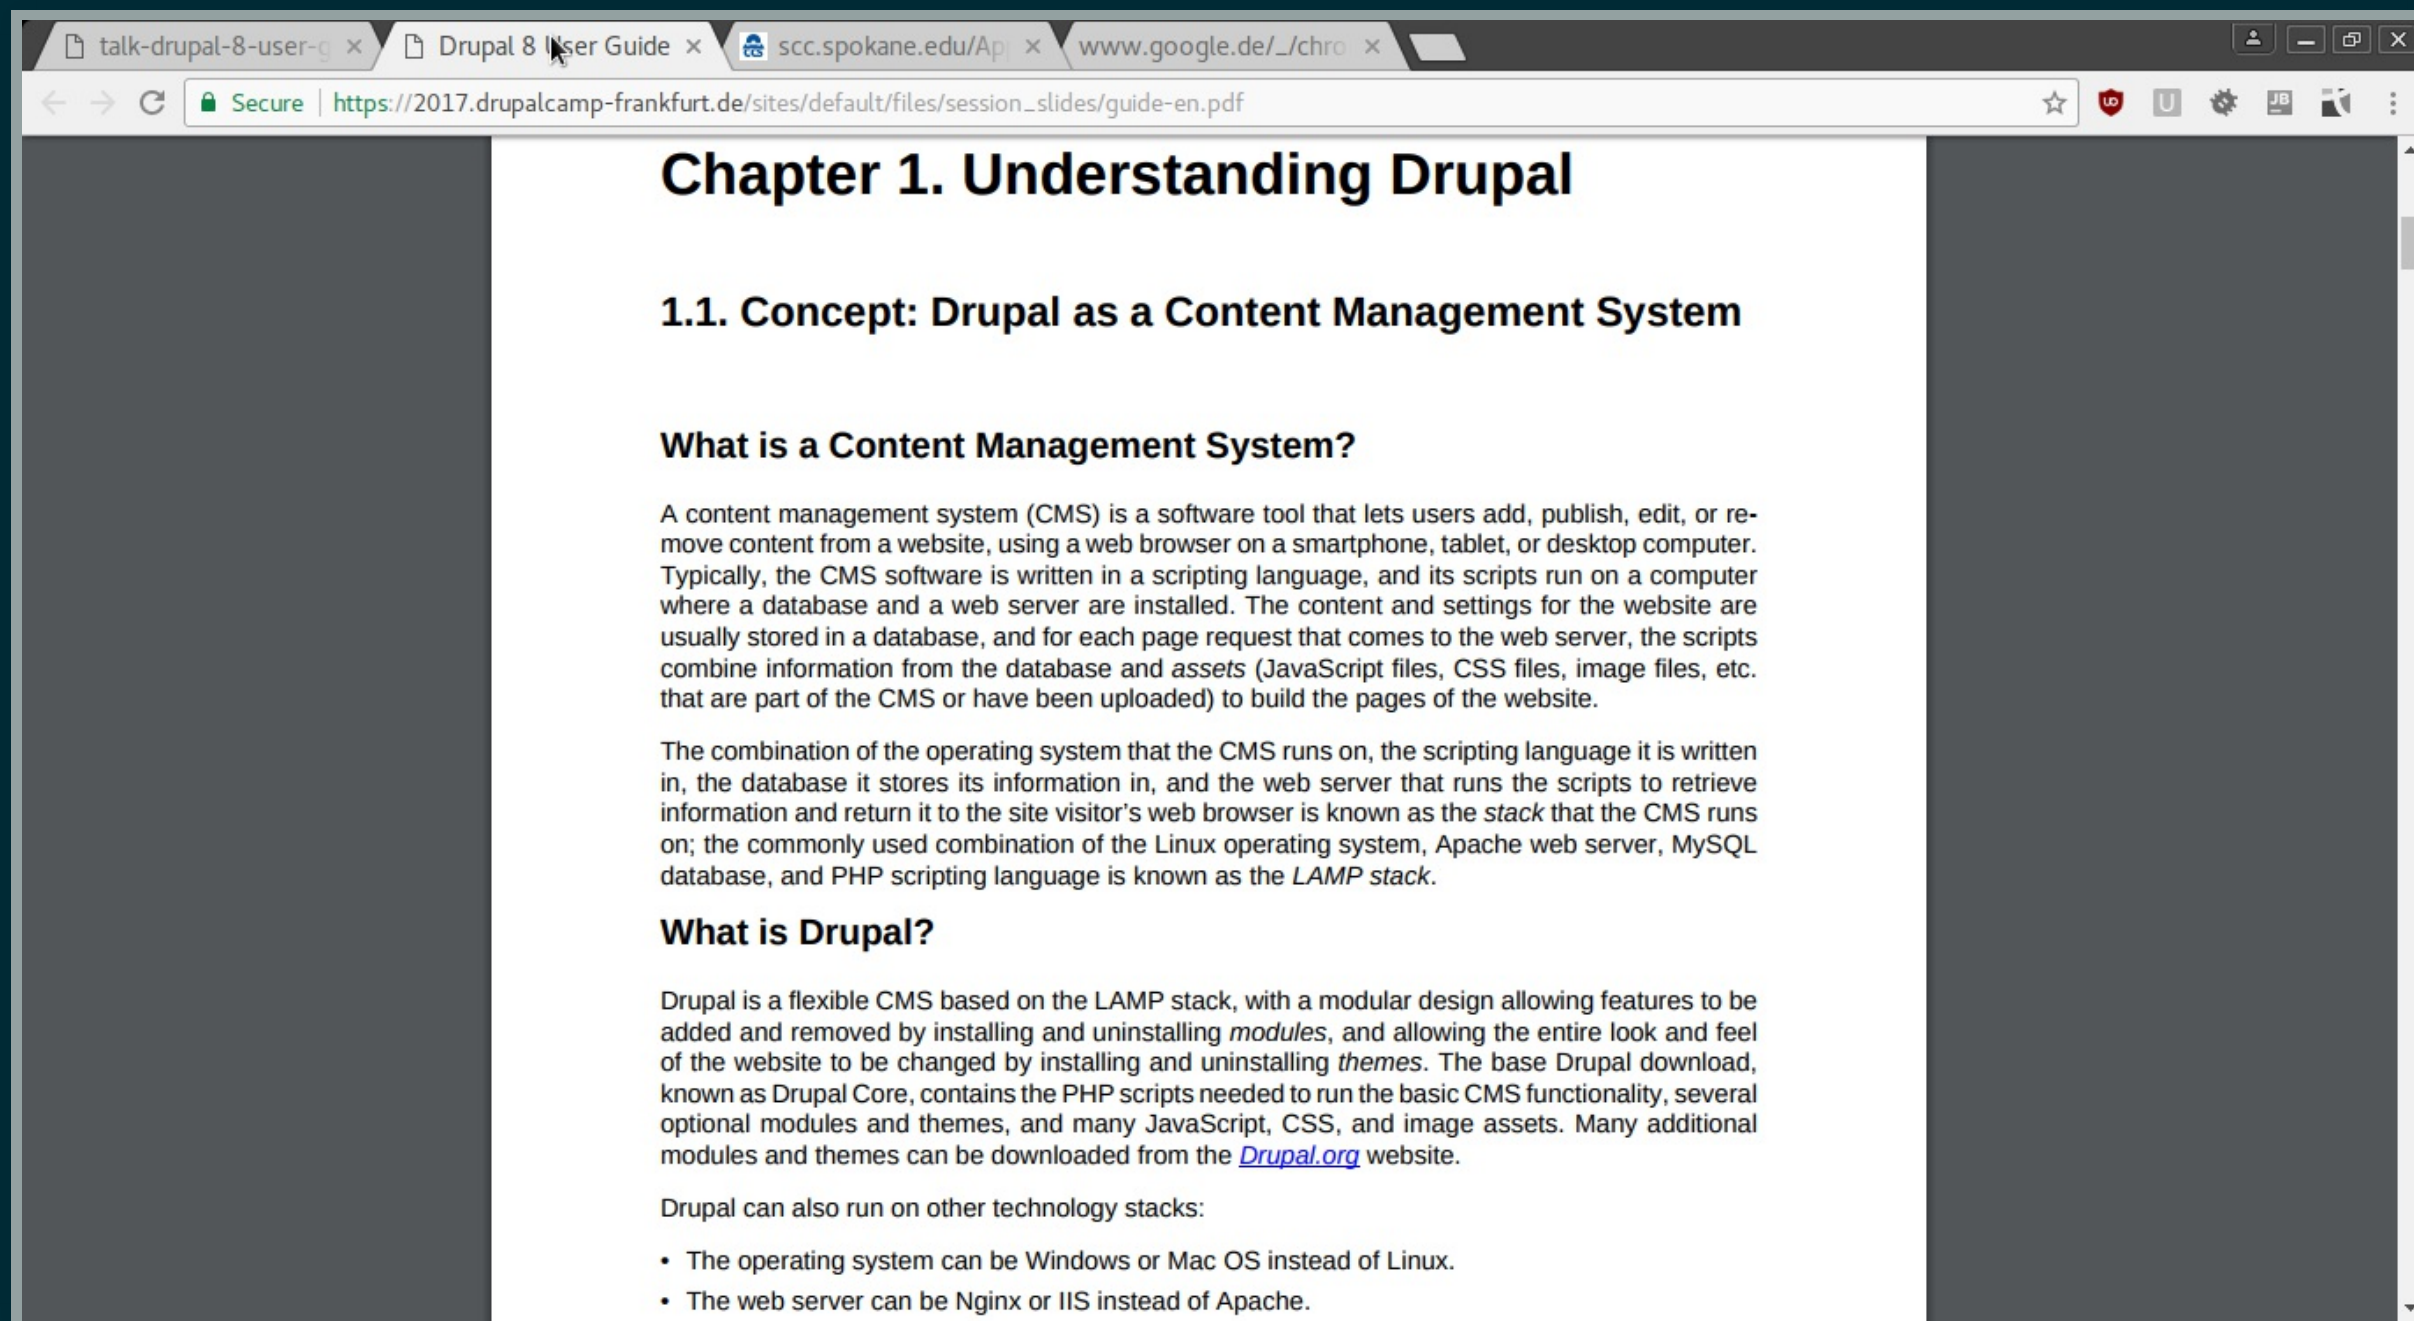 talk-drupal-8-user-g
Drupal 8 User Guide
scc.spokane.edu/Ap
www.google.de/_/chro
Secure
https://2017.drupalcamp-frankfurt.de/sites/default/files/session_slides/guide-en.pdf
U
JB
Chapter 1. Understanding Drupal
1.1. Concept: Drupal as a Content Management System
What is a Content Management System?
A content management system (CMS) is a software tool that lets users add, publish, edit, or re-
move content from a website, using a web browser on a smartphone, tablet, or desktop computer.
Typically, the CMS software is written in a scripting language, and its scripts run on a computer
where a database and a web server are installed. The content and settings for the website are
usually stored in a database, and for each page request that comes to the web server, the scripts
combine information from the database and assets (JavaScript files, CSS files, image files, etc.
that are part of the CMS or have been uploaded) to build the pages of the website.
The combination of the operating system that the CMS runs on, the scripting language it is written
in, the database it stores its information in, and the web server that runs the scripts to retrieve
information and return it to the site visitor’s web browser is known as the stack that the CMS runs
on; the commonly used combination of the Linux operating system, Apache web server, MySQL
database, and PHP scripting language is known as the LAMP stack.
What is Drupal?
Drupal is a flexible CMS based on the LAMP stack, with a modular design allowing features to be
added and removed by installing and uninstalling modules, and allowing the entire look and feel
of the website to be changed by installing and uninstalling themes. The base Drupal download,
known as Drupal Core, contains the PHP scripts needed to run the basic CMS functionality, several
optional modules and themes, and many JavaScript, CSS, and image assets. Many additional
modules and themes can be downloaded from the Drupal.org website.
Drupal can also run on other technology stacks:
• The operating system can be Windows or Mac OS instead of Linux.
• The web server can be Nginx or IIS instead of Apache.